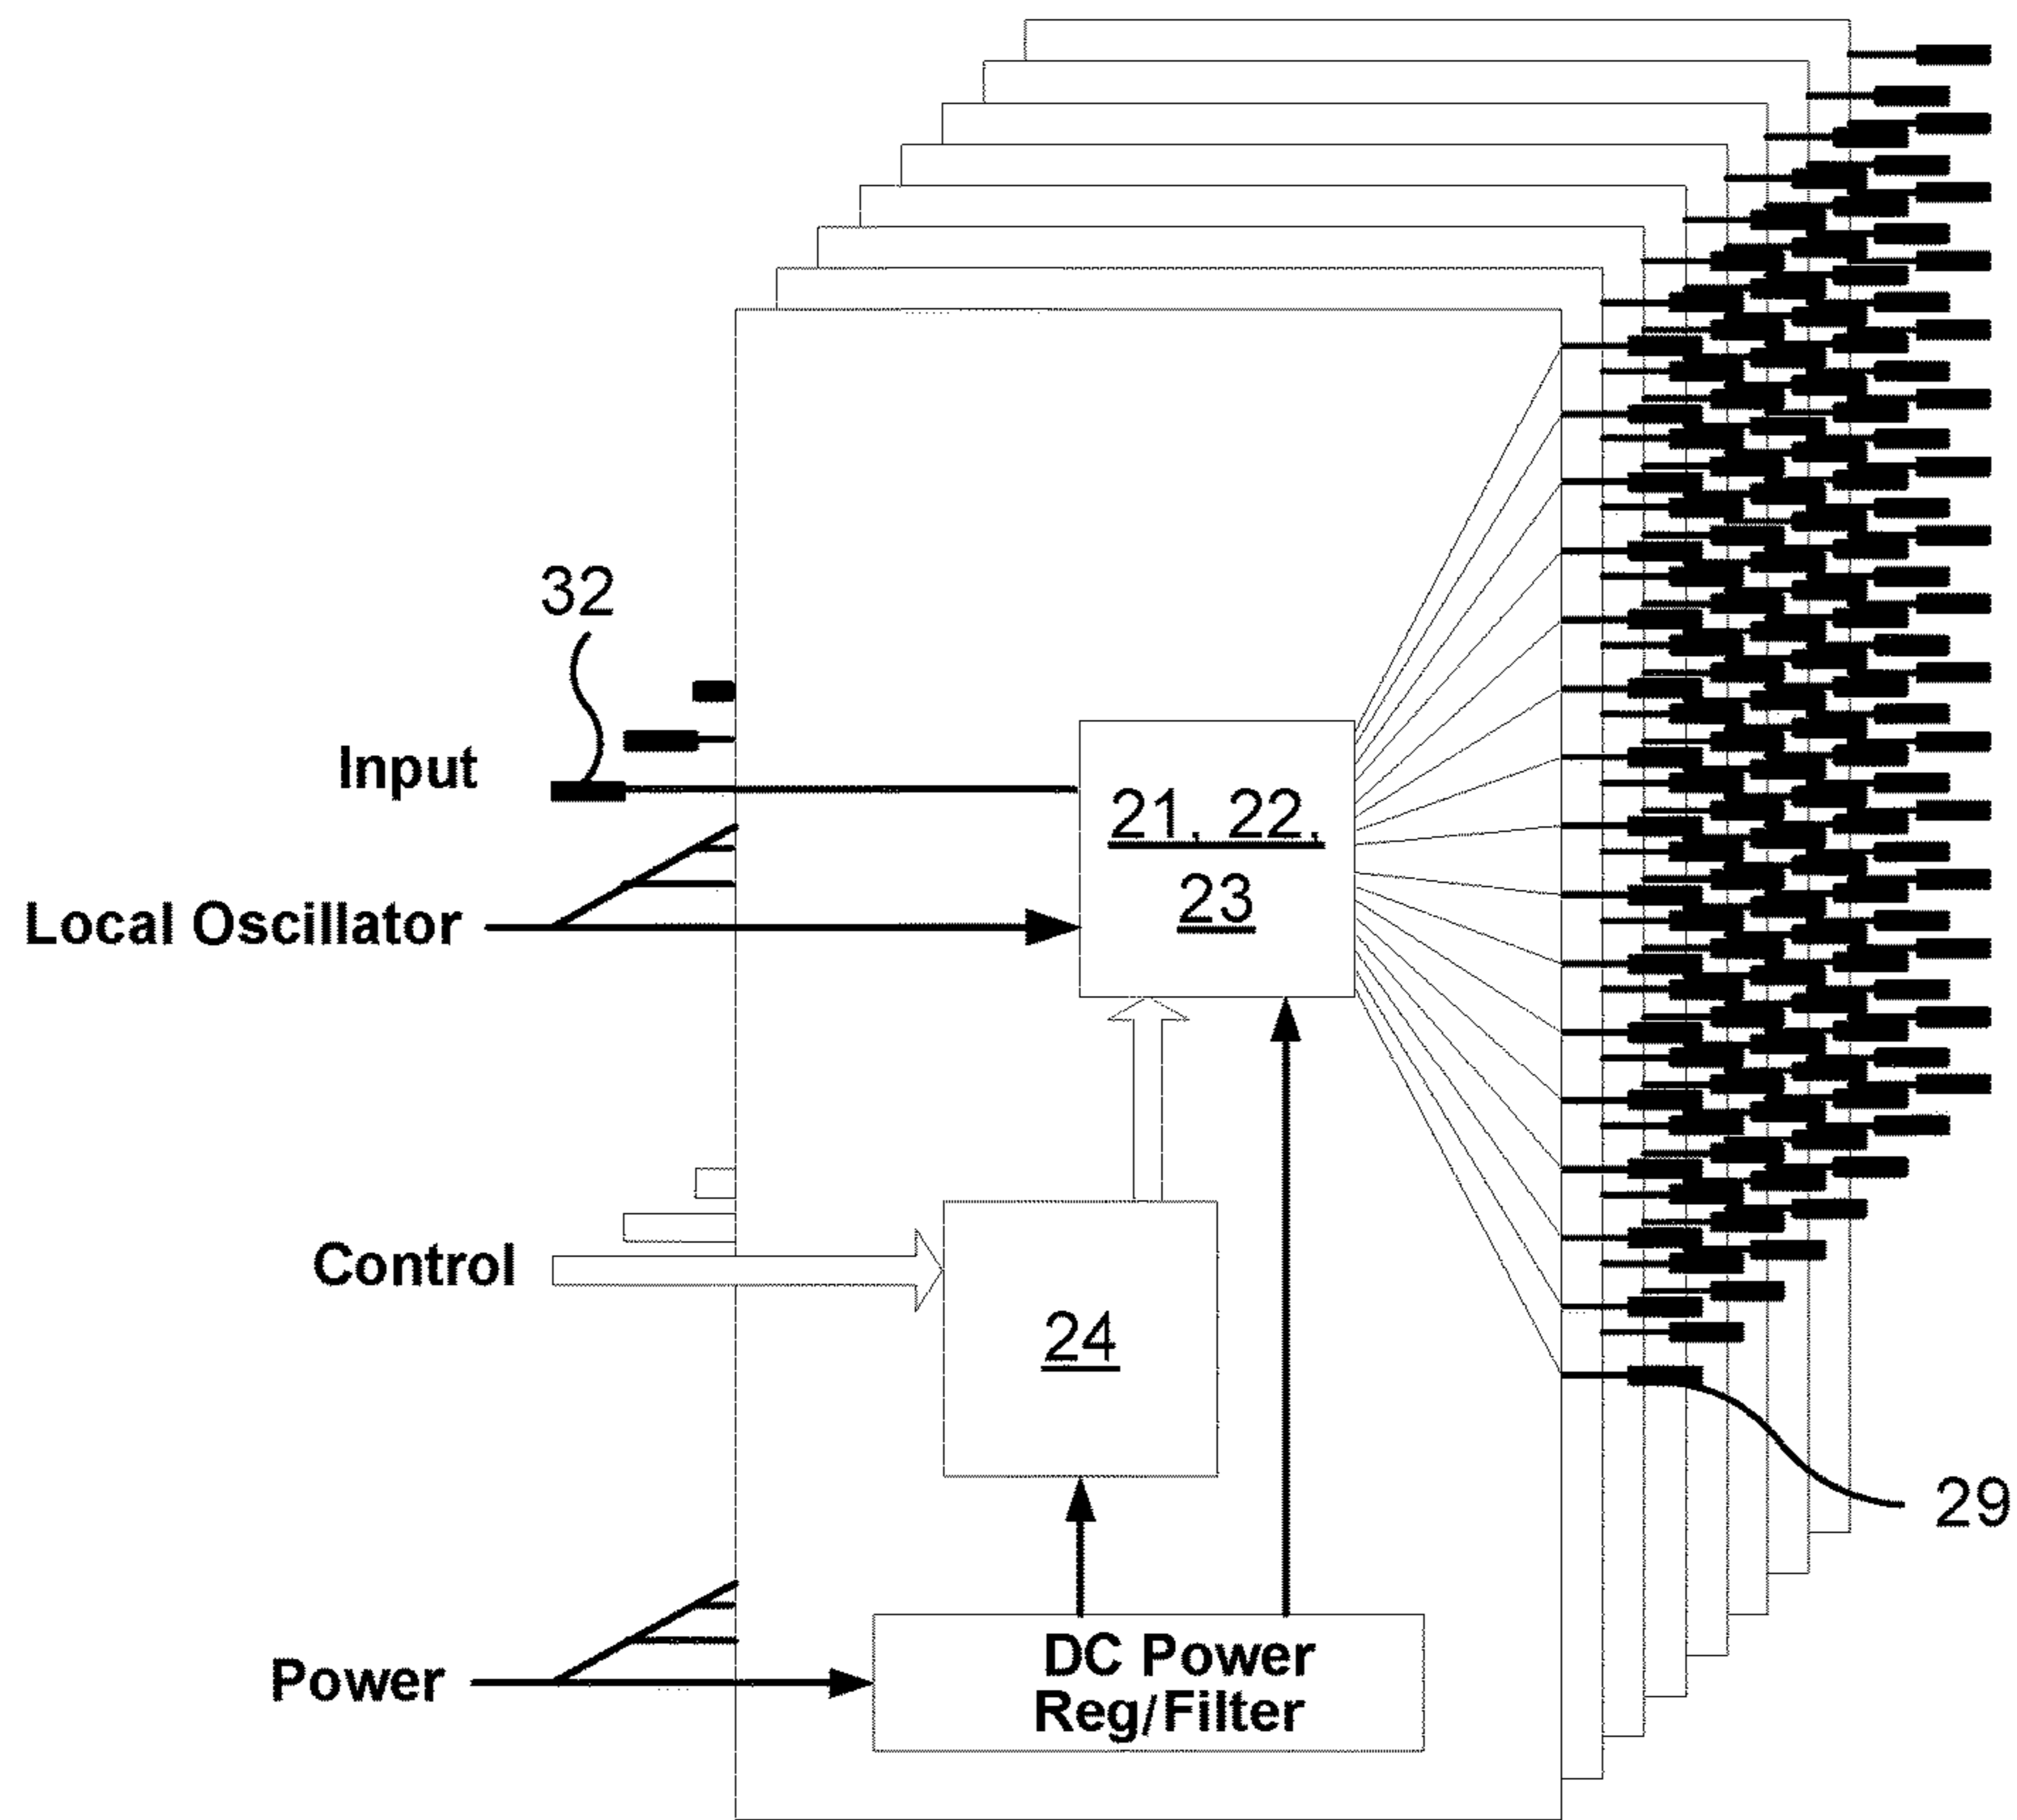 32
Input
21, 22,
23
Local Oscillator
Control
24
29
DC Power
Reg/Filter
Power